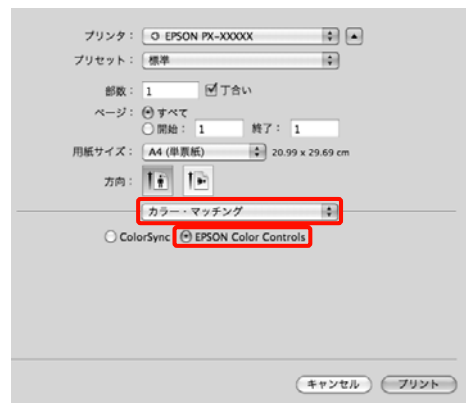 プリンタ： EPSON PX-XXXXX
プリセット： 標準
部数： 1 丁合い
ページ： すべて
開始： 1 終了： 1
用紙サイズ： A4 (単票紙) 20.99 x 29.69 cm
方向：
カラー・マッチング
ColorSync EPSON Color Controls
キャンセル プリント